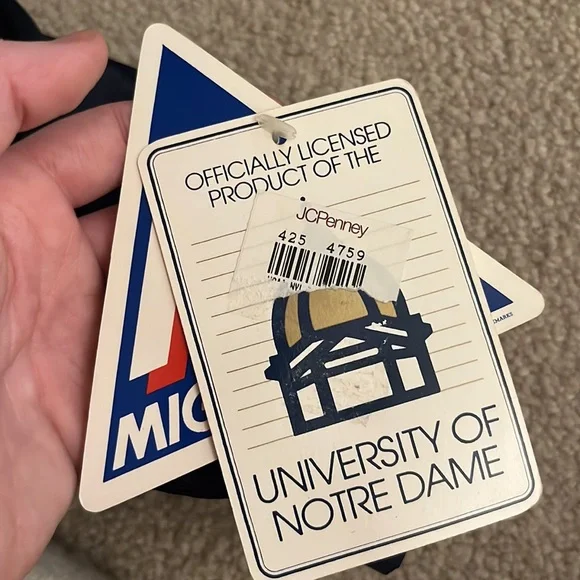 OFFICIALLY LICENSED
PRODUCT OF THE
JCPenney
425 4759
UNIVERSITY OF
NOTRE DAME
MIG